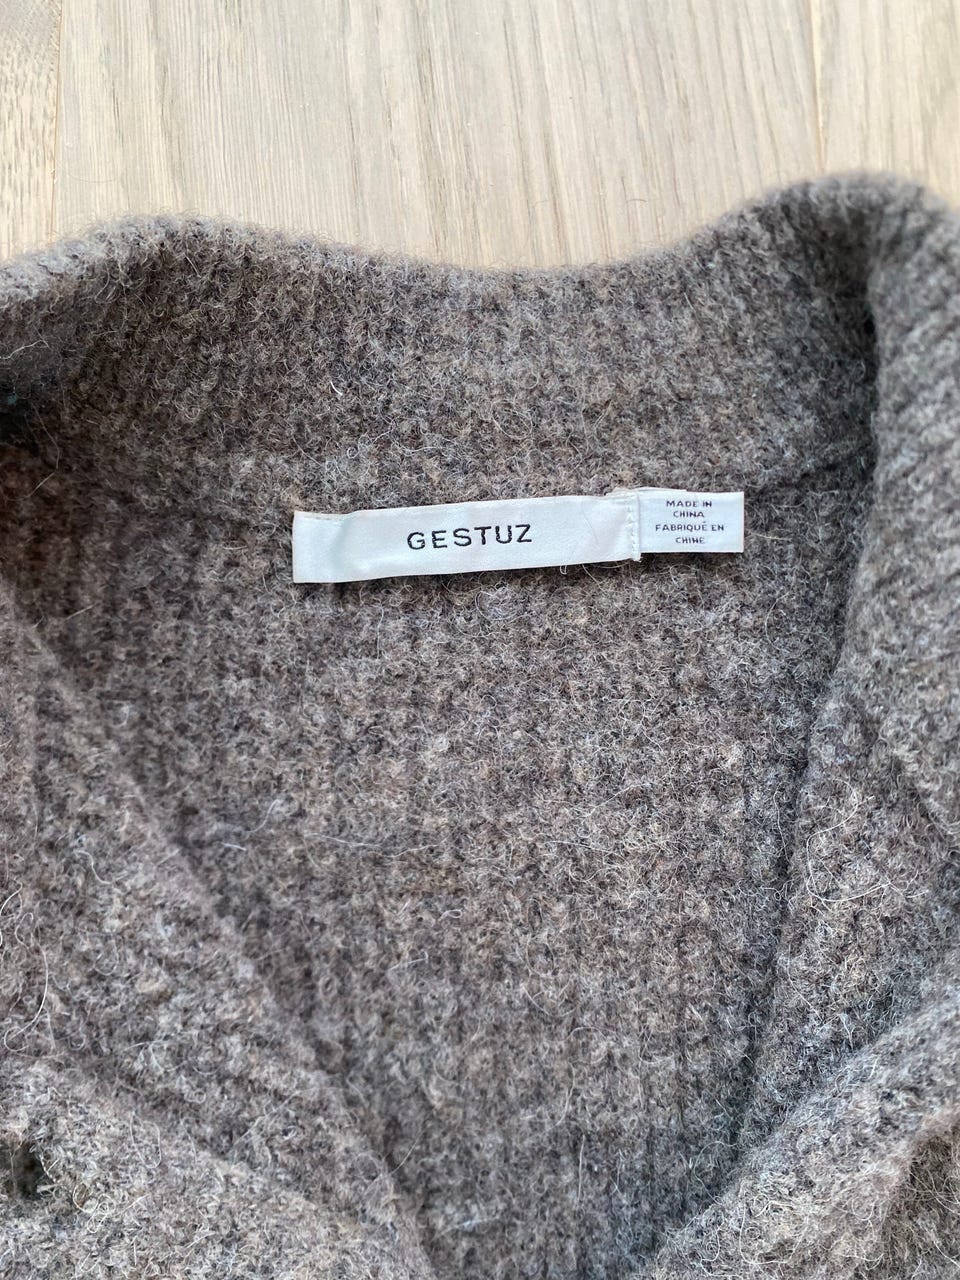 GESTUZ
MADE IN
CHINA
FABRIQUÉ EN
CHINE